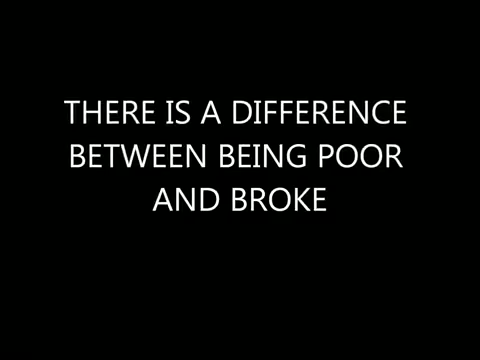 THERE IS A DIFFERENCE
BETWEEN BEING POOR
AND BROKE